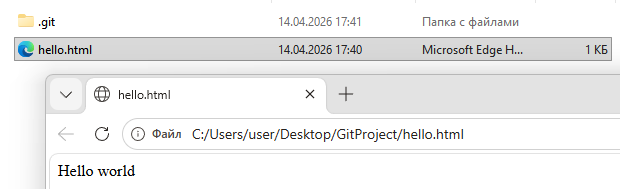 .git 14.04.2026 17:41 Папка с файлами
hello.html 14.04.2026 17:40 Microsoft Edge H... 1 КБ
hello.html
Файл C:/Users/user/Desktop/GitProject/hello.html
Hello world